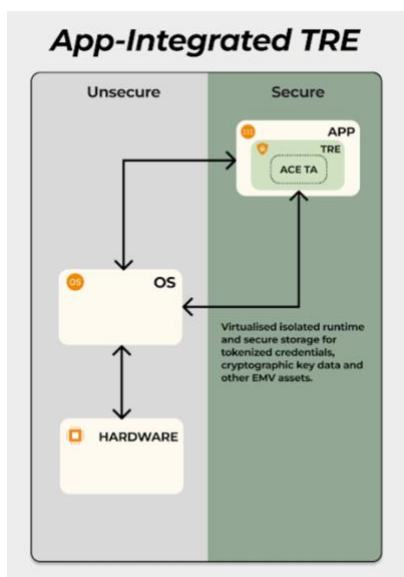 App-Integrated TRE
Unsecure
Secure
APP
TRE
ACE TA
OS
OS
Virtualised isolated runtime
and secure storage for
tokenized credentials,
cryptographic key data and
other EMV assets.
HARDWARE